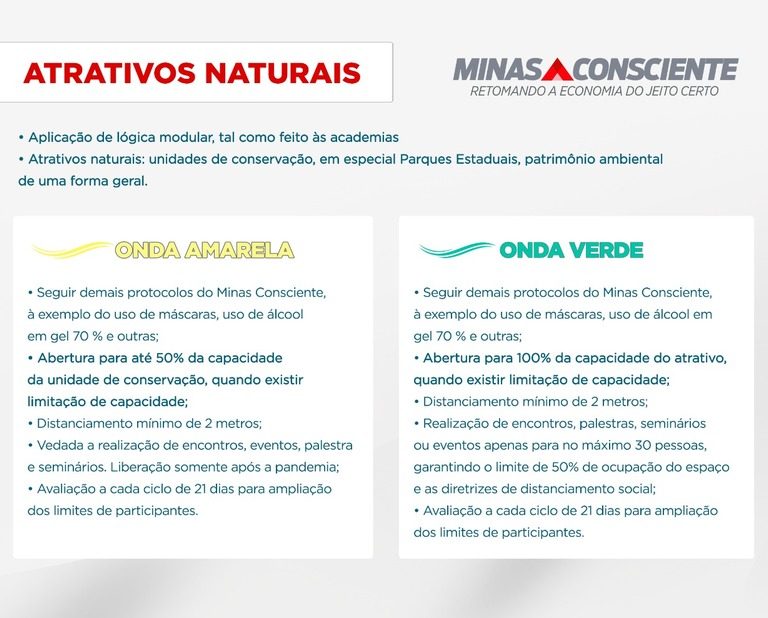 ATRATIVOS NATURAIS
MINAS CONSCIENTE
RETOMANDO A ECONOMIA DO JEITO CERTO
• Aplicação de lógica modular, tal como feito às academias
• Atrativos naturais: unidades de conservação, em especial Parques Estaduais, patrimônio ambiental
de uma forma geral.
ONDA AMARELA
• Seguir demais protocolos do Minas Consciente,
à exemplo do uso de máscaras, uso de álcool
em gel 70 % e outras;
• Abertura para até 50% da capacidade
da unidade de conservação, quando existir
limitação de capacidade;
• Distanciamento mínimo de 2 metros;
• Vedada a realização de encontros, eventos, palestra
e seminários. Liberação somente após a pandemia;
• Avaliação a cada ciclo de 21 dias para ampliação
dos limites de participantes.
ONDA VERDE
• Seguir demais protocolos do Minas Consciente,
à exemplo do uso de máscaras, uso de álcool em
gel 70 % e outras;
• Abertura para 100% da capacidade do atrativo,
quando existir limitação de capacidade;
• Distanciamento mínimo de 2 metros;
• Realização de encontros, palestras, seminários
ou eventos apenas para no máximo 30 pessoas,
garantindo o limite de 50% de ocupação do espaço
e as diretrizes de distanciamento social;
• Avaliação a cada ciclo de 21 dias para ampliação
dos limites de participantes.